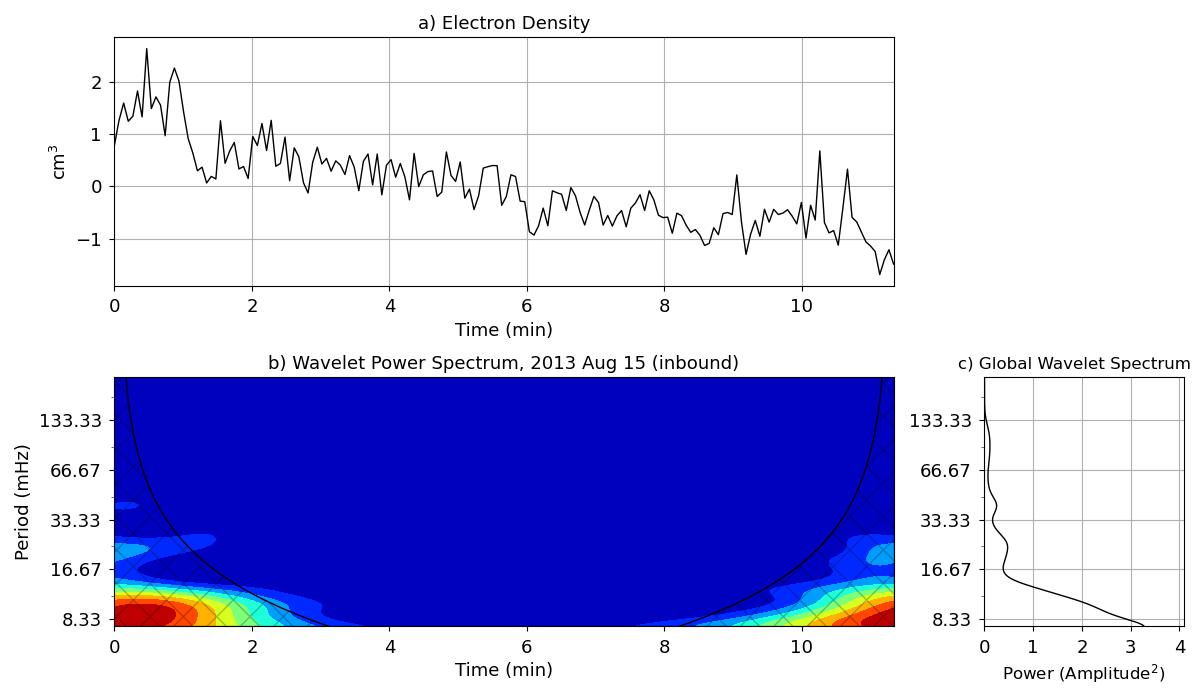 a) Electron Density
2
1
0
−1
cm³
0 2 4 6 8 10
Time (min)
b) Wavelet Power Spectrum, 2013 Aug 15 (inbound)
133.33
66.67
33.33
16.67
8.33
Period (mHz)
0 2 4 6 8 10
Time (min)
c) Global Wavelet Spectrum
133.33
66.67
33.33
16.67
8.33
0 1 2 3 4
Power (Amplitude²)